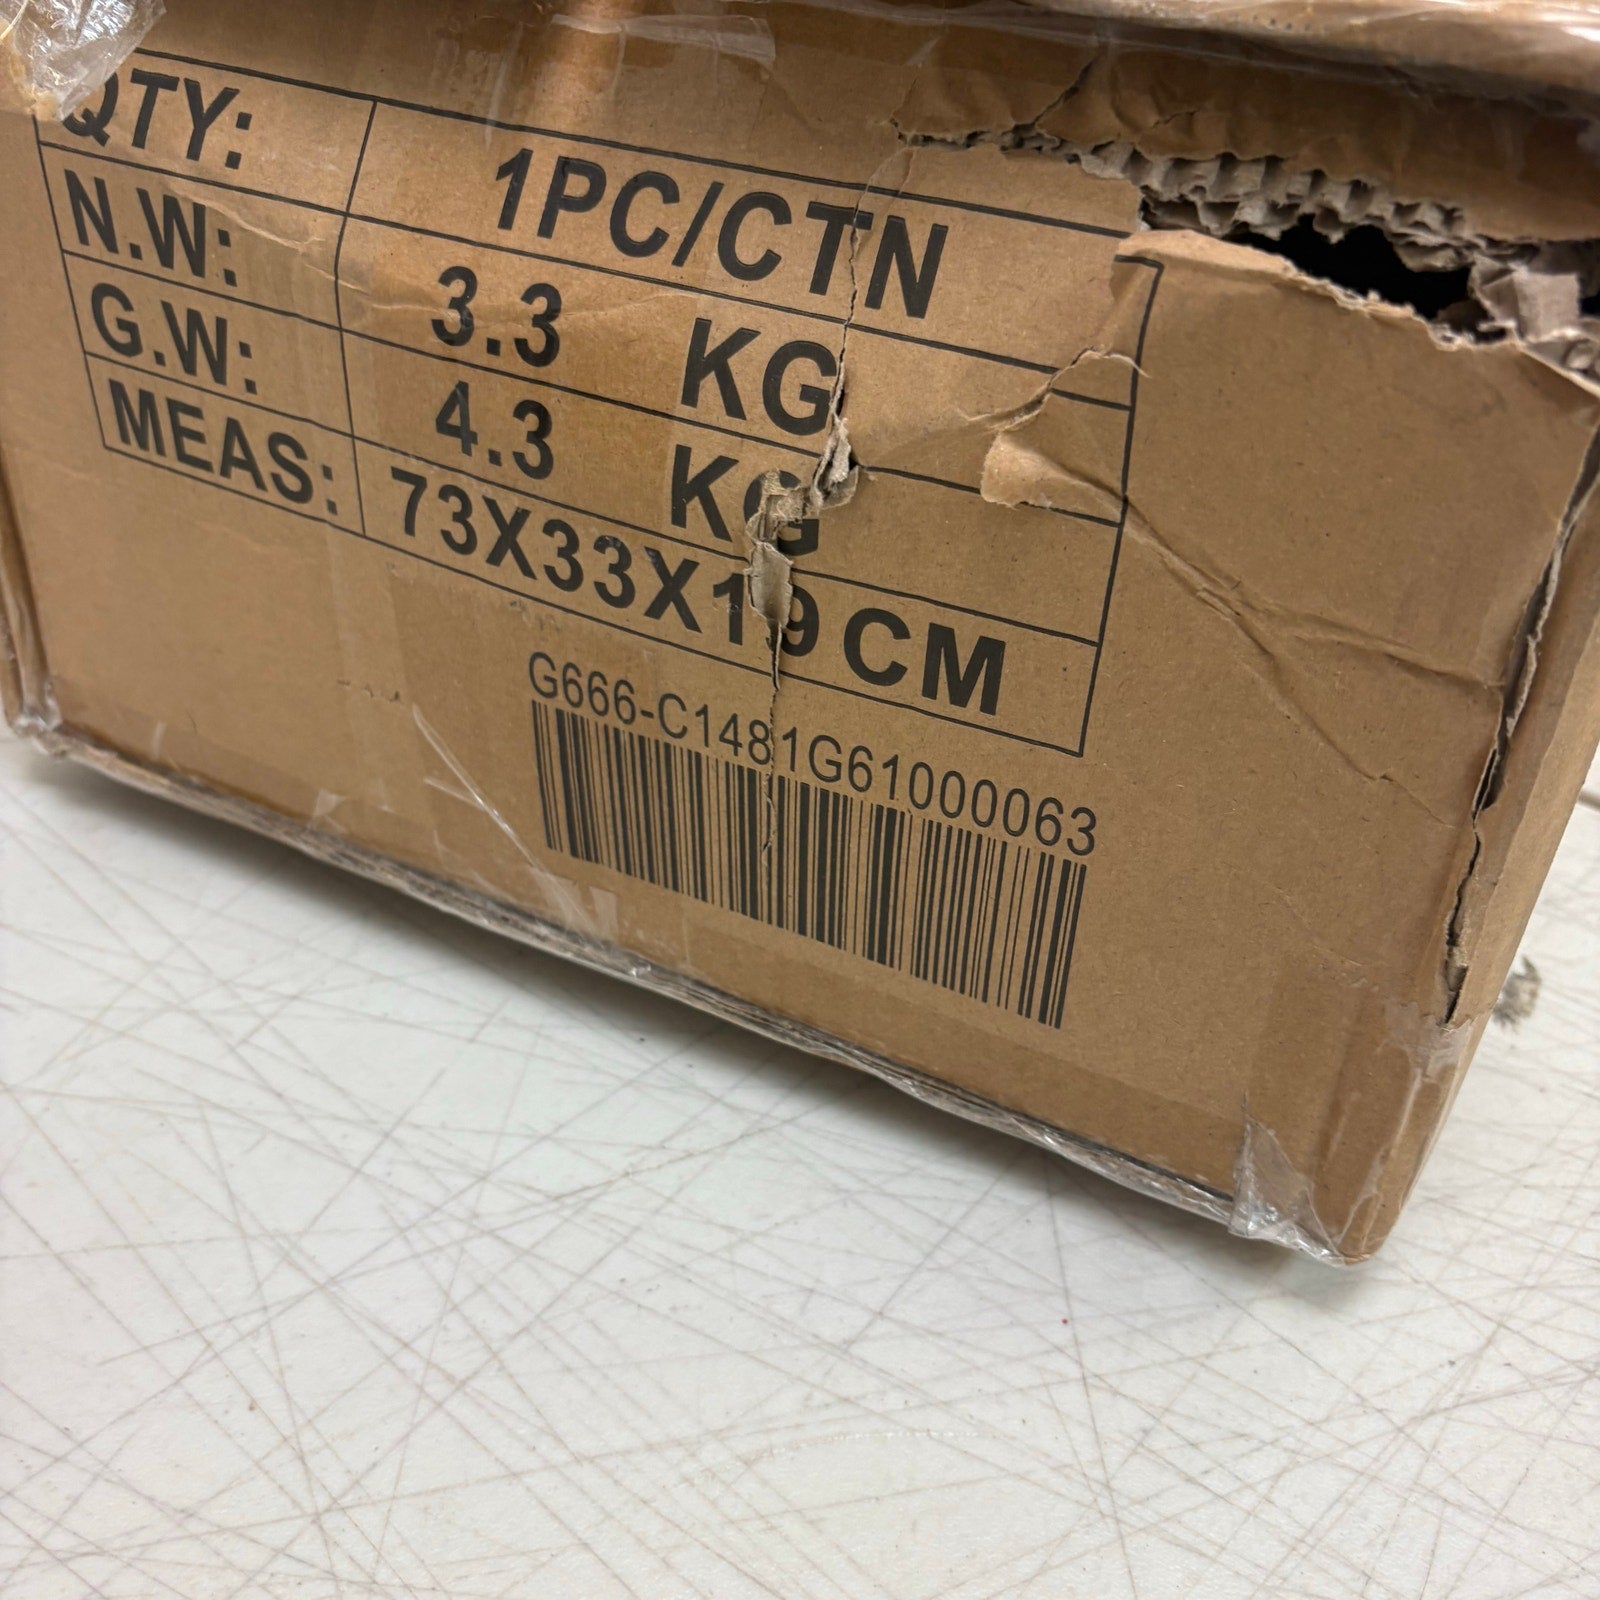 QTY: 1PC/CTN
N.W: 3.3 KG
G.W: 4.3 KG
MEAS: 73X33X19CM
G666-C1481G61000063